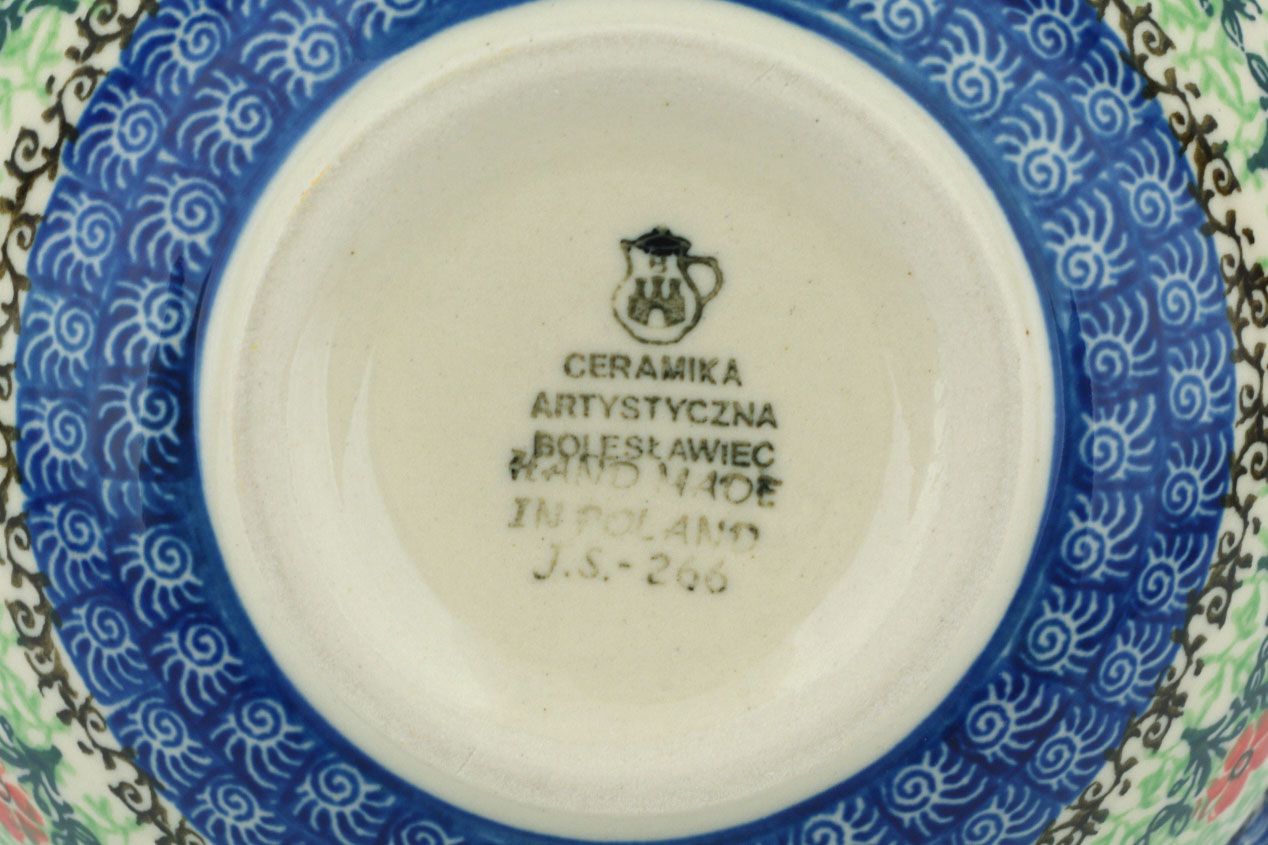 CERAMIKA
ARTYSTYCZNA
BOLESŁAWIEC
HAND MADE
IN POLAND
J.S.-266